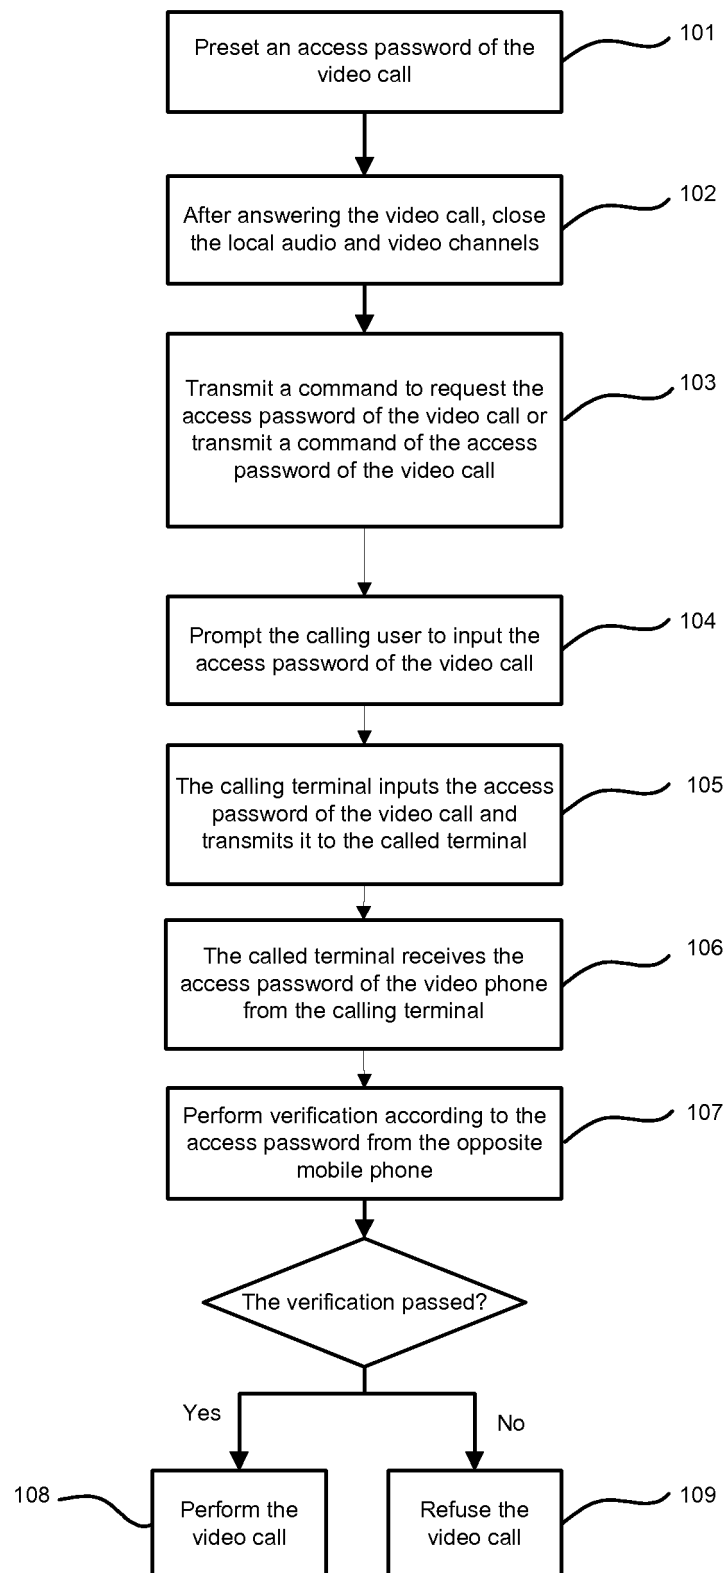 Preset an access password of the
video call
101
After answering the video call, close
the local audio and video channels
102
Transmit a command to request the
access password of the video call or
transmit a command of the access
password of the video call
103
Prompt the calling user to input the
access password of the video call
104
The calling terminal inputs the access
password of the video call and
transmits it to the called terminal
105
The called terminal receives the
access password of the video phone
from the calling terminal
106
Perform verification according to the
access password from the opposite
mobile phone
107
The verification passed?
Yes
No
108
Perform the
video call
Refuse the
video call
109